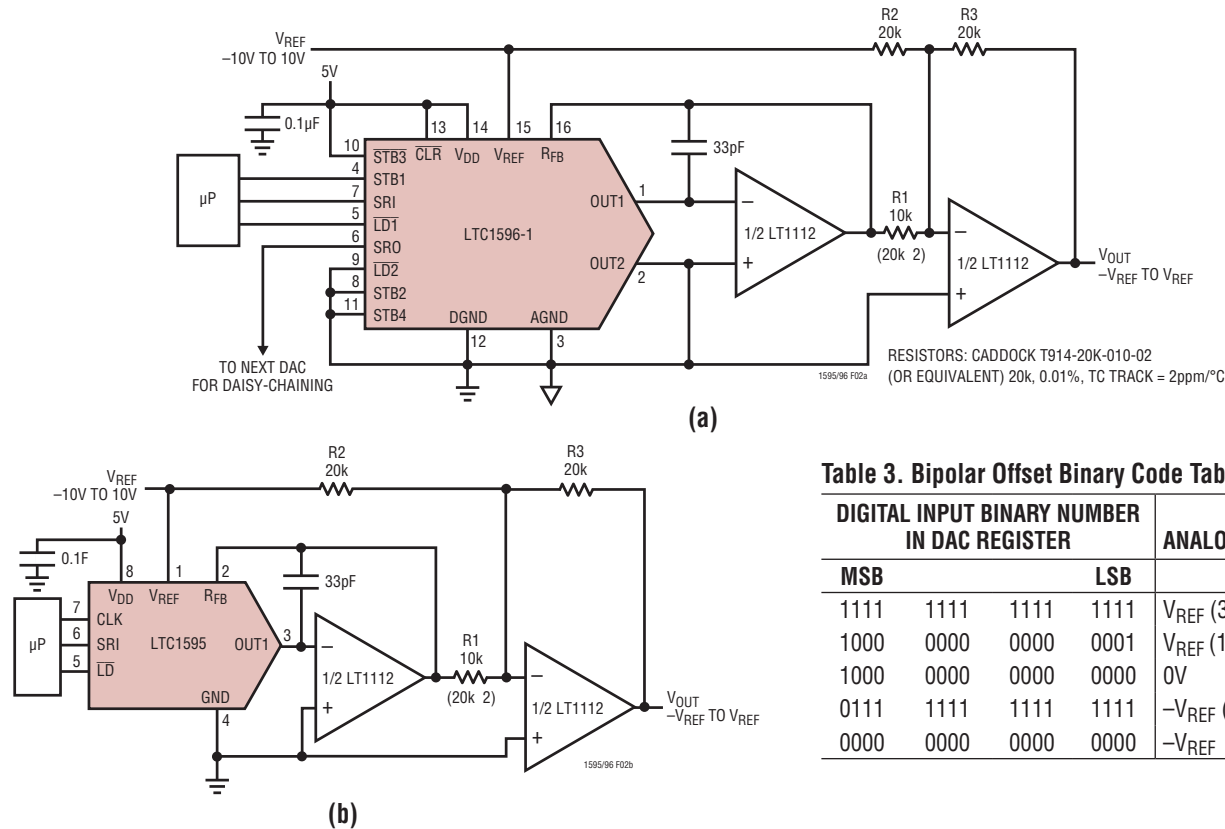 VREF
–10V TO 10V
5V
0.1µF
R2
20k
R3
20k
10
4
7
5
6
9
8
11
13
14
15
16
STB3
CLR
VDD
VREF
RFB
STB1
SRI
LD1
SRO
LD2
STB2
STB4
µP
LTC1596-1
OUT1
OUT2
1
2
DGND
AGND
12
3
33pF
–
+
1/2 LT1112
R1
10k
(20k 2)
–
+
1/2 LT1112
VOUT
–VREF TO VREF
TO NEXT DAC
FOR DAISY-CHAINING
1595/96 F02a
RESISTORS: CADDOCK T914-20K-010-02
(OR EQUIVALENT) 20k, 0.01%, TC TRACK = 2ppm/°C
(a)
VREF
–10V TO 10V
5V
0.1F
R2
20k
R3
20k
8
1
2
VDD
VREF
RFB
7
6
5
CLK
SRI
LD
µP
LTC1595
OUT1
3
GND
4
33pF
–
+
1/2 LT1112
R1
10k
(20k 2)
–
+
1/2 LT1112
VOUT
–VREF TO VREF
1595/96 F02b
(b)
Table 3. Bipolar Offset Binary Code Tab
DIGITAL INPUT BINARY NUMBER
IN DAC REGISTER
ANALO
MSB LSB
1111 1111 1111 1111 VREF (3
1000 0000 0000 0001 VREF (1
1000 0000 0000 0000 0V
0111 1111 1111 1111 –VREF (
0000 0000 0000 0000 –VREF